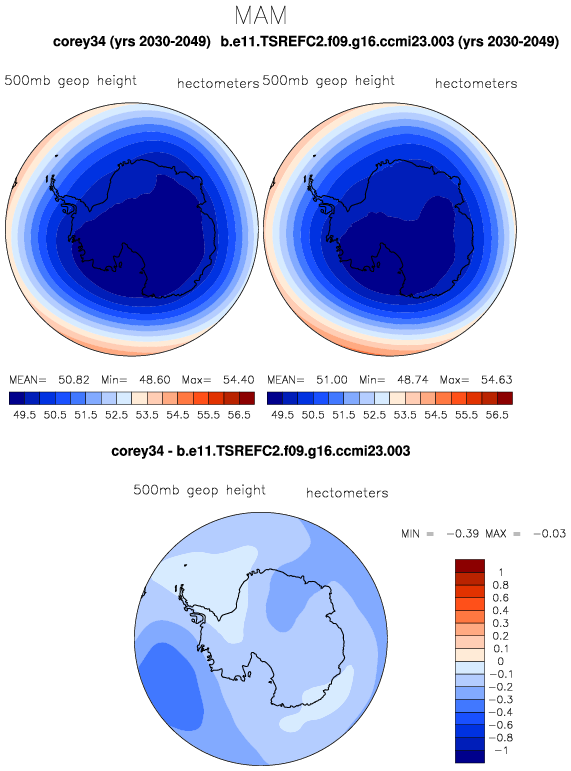 MAM
corey34 (yrs 2030-2049) b.e11.TSREFC2.f09.g16.ccmi23.003 (yrs 2030-2049)
500mb geop height hectometers 500mb geop height hectometers
MEAN= 50.82 Min= 48.60 Max= 54.40 MEAN= 51.00 Min= 48.74 Max= 54.63
49.5 50.5 51.5 52.5 53.5 54.5 55.5 56.5 49.5 50.5 51.5 52.5 53.5 54.5 55.5 56.5
corey34 - b.e11.TSREFC2.f09.g16.ccmi23.003
500mb geop height hectometers
MIN = -0.39 MAX = -0.03
1
0.8
0.6
0.4
0.3
0.2
0.1
0
-0.1
-0.2
-0.3
-0.4
-0.6
-0.8
-1